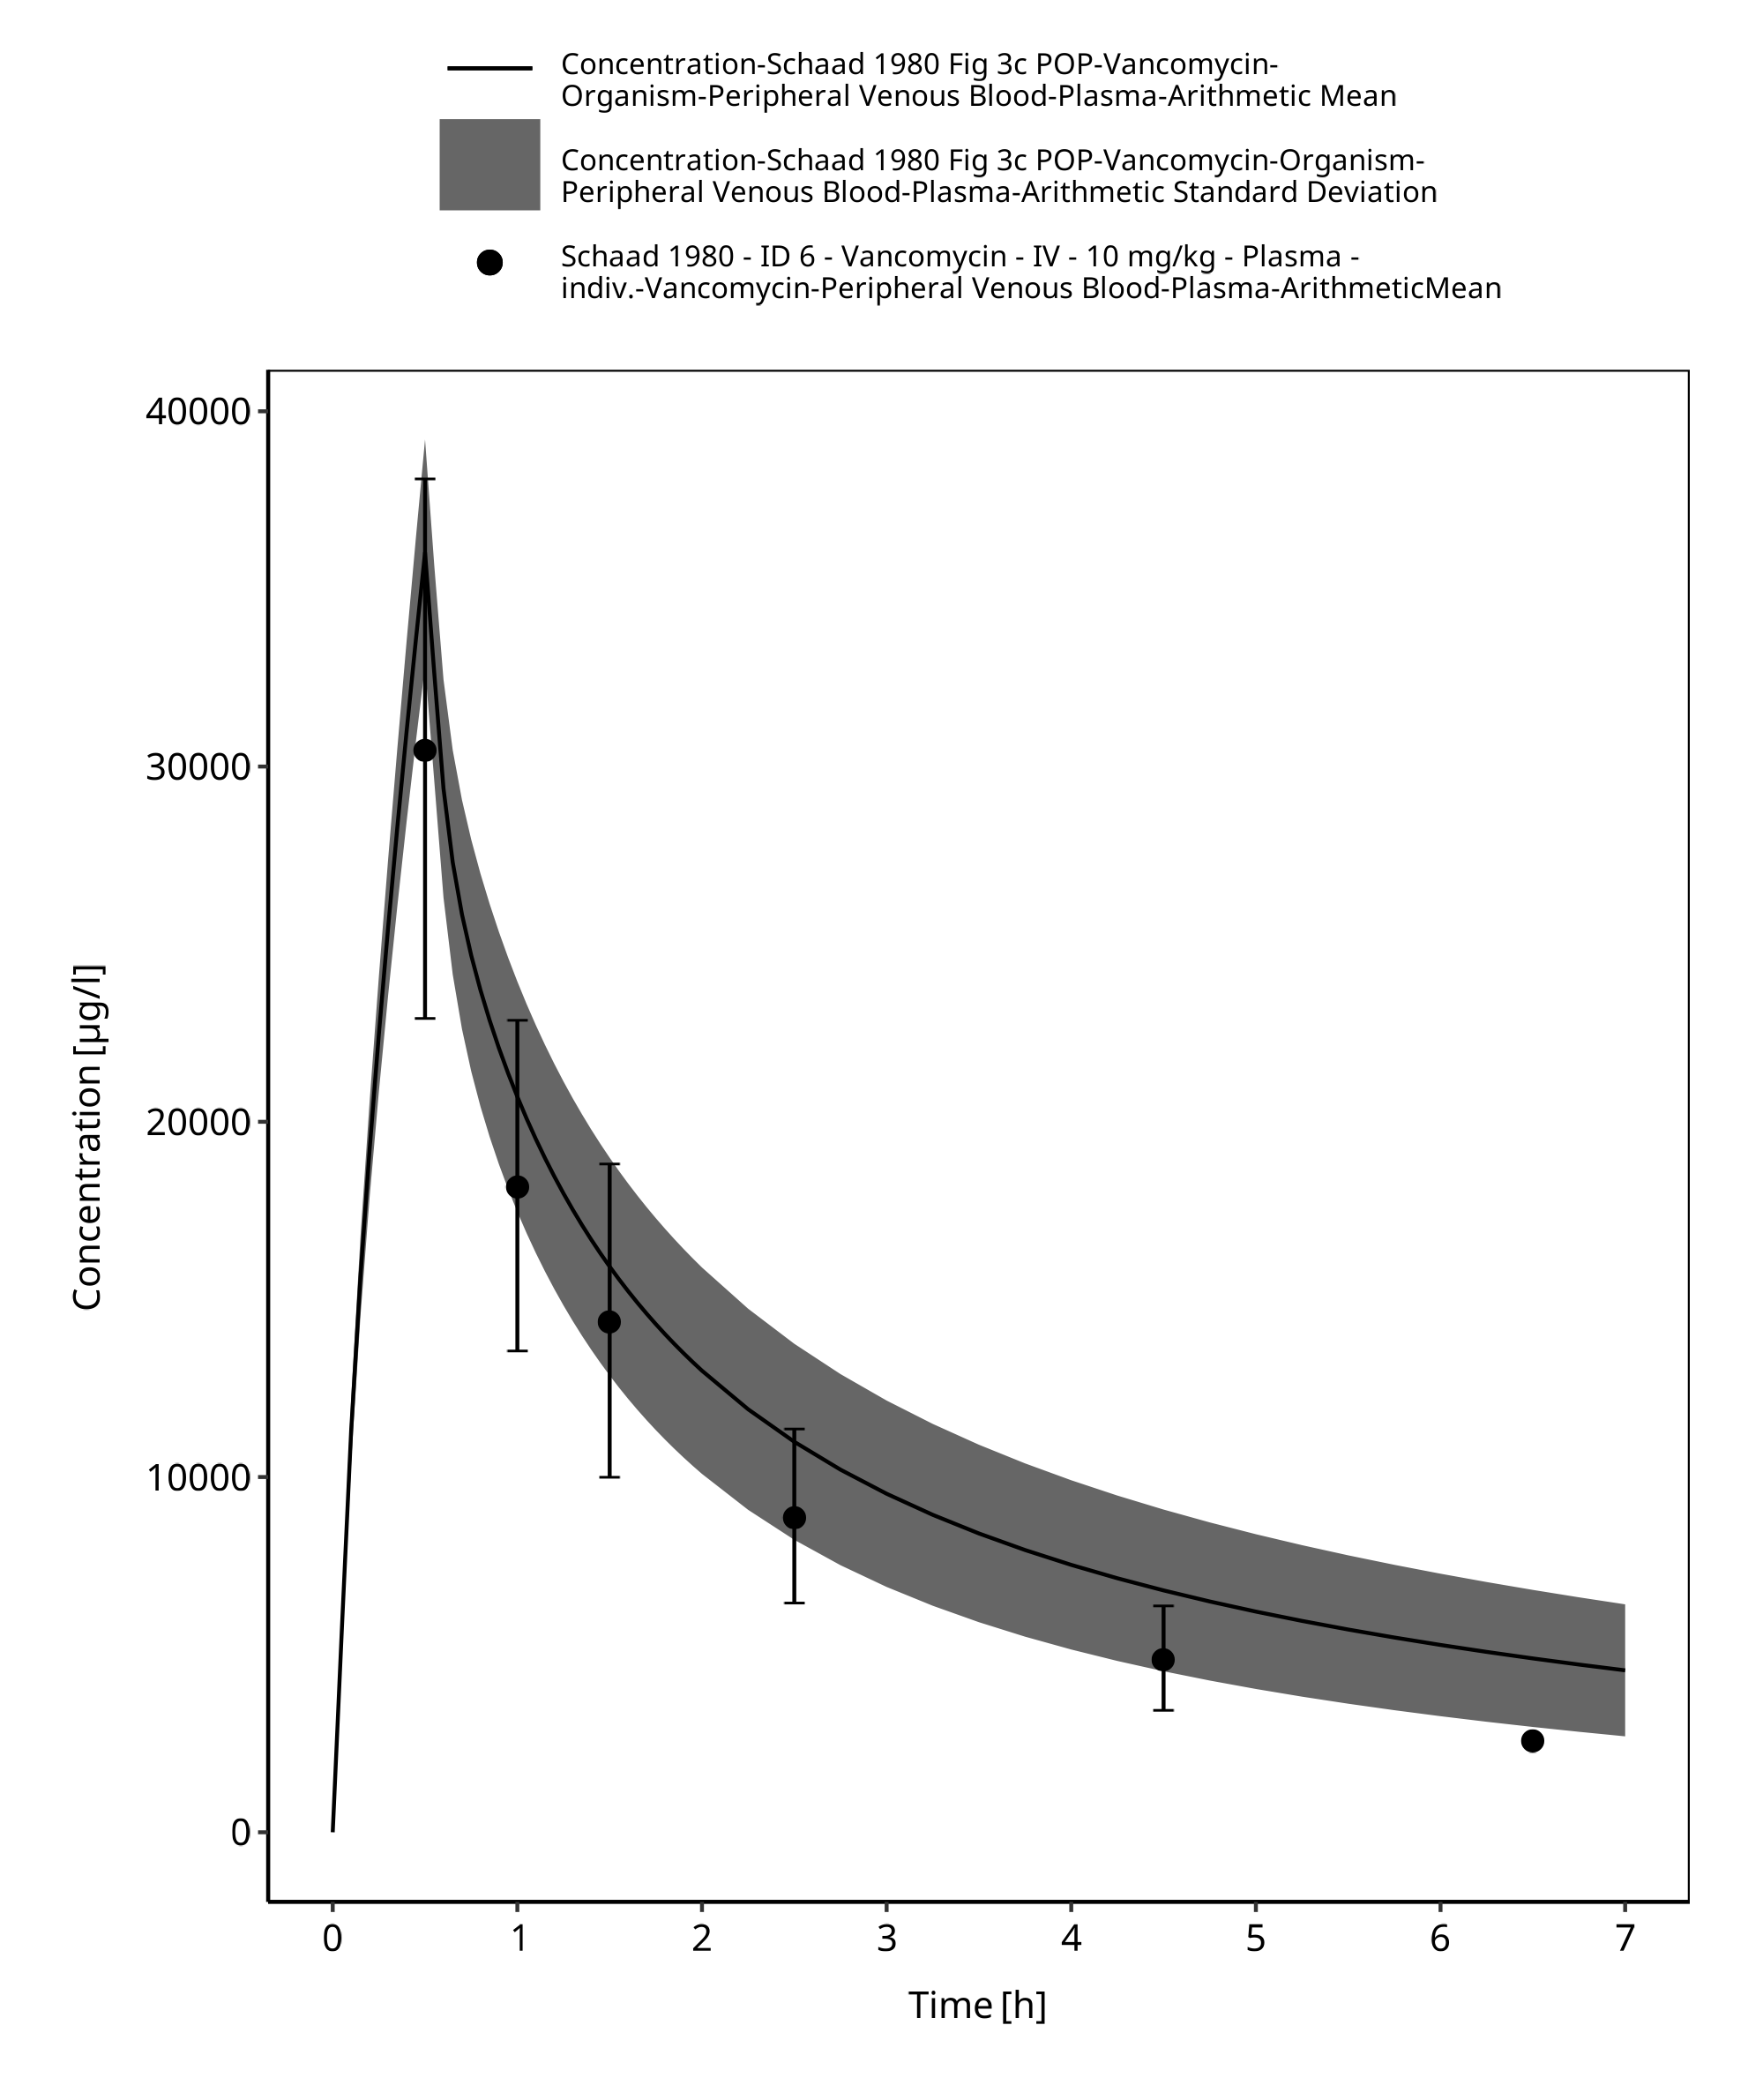 Concentration-Schaad 1980 Fig 3c POP-Vancomycin-
Organism-Peripheral Venous Blood-Plasma-Arithmetic Mean
Concentration-Schaad 1980 Fig 3c POP-Vancomycin-Organism-
Peripheral Venous Blood-Plasma-Arithmetic Standard Deviation
Schaad 1980 - ID 6 - Vancomycin - IV - 10 mg/kg - Plasma -
indiv.-Vancomycin-Peripheral Venous Blood-Plasma-ArithmeticMean
40000
30000
20000
10000
0
Concentration [µg/l]
0 1 2 3 4 5 6 7
Time [h]